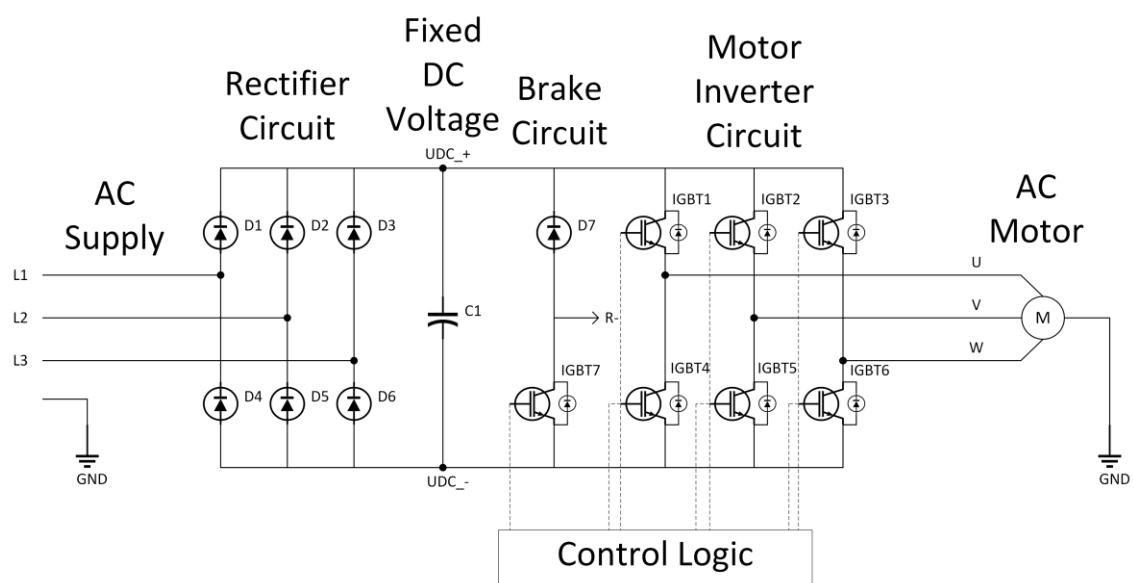 Rectifier
Circuit
Fixed
DC
Voltage
Brake
Circuit
Motor
Inverter
Circuit
AC
Supply
AC
Motor
UDC_+
D1
D2
D3
D7
IGBT1
IGBT2
IGBT3
L1
L2
L3
C1
R-
U
V
W
M
D4
D5
D6
IGBT7
IGBT4
IGBT5
IGBT6
GND
UDC_-
GND
Control Logic